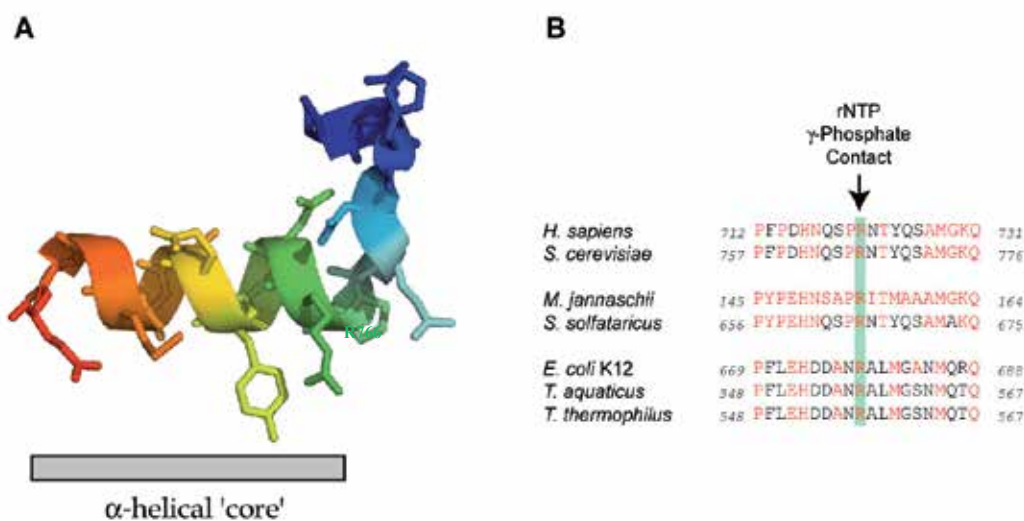 A
B
rNTP
γ-Phosphate
Contact
H. sapiens 712 PFPDHNQSPRNTYQSAMGKQ 731
S. cerevisiae 757 PFPDHNQSPRNTYQSAMGKQ 776
M. jannaschii 145 PYPEHNSAPRITMAAAMGKQ 164
S. solfataricus 656 PYPEHNQSPRNTYQSAMAKQ 675
E. coli K12 669 PFLEHDDANRALMGANMQRQ 688
T. aquaticus 548 PFLEHDDANRALMGSNMQTQ 567
T. thermophilus 548 PFLEHDDANRALMGSNMQTQ 567
α-helical 'core'